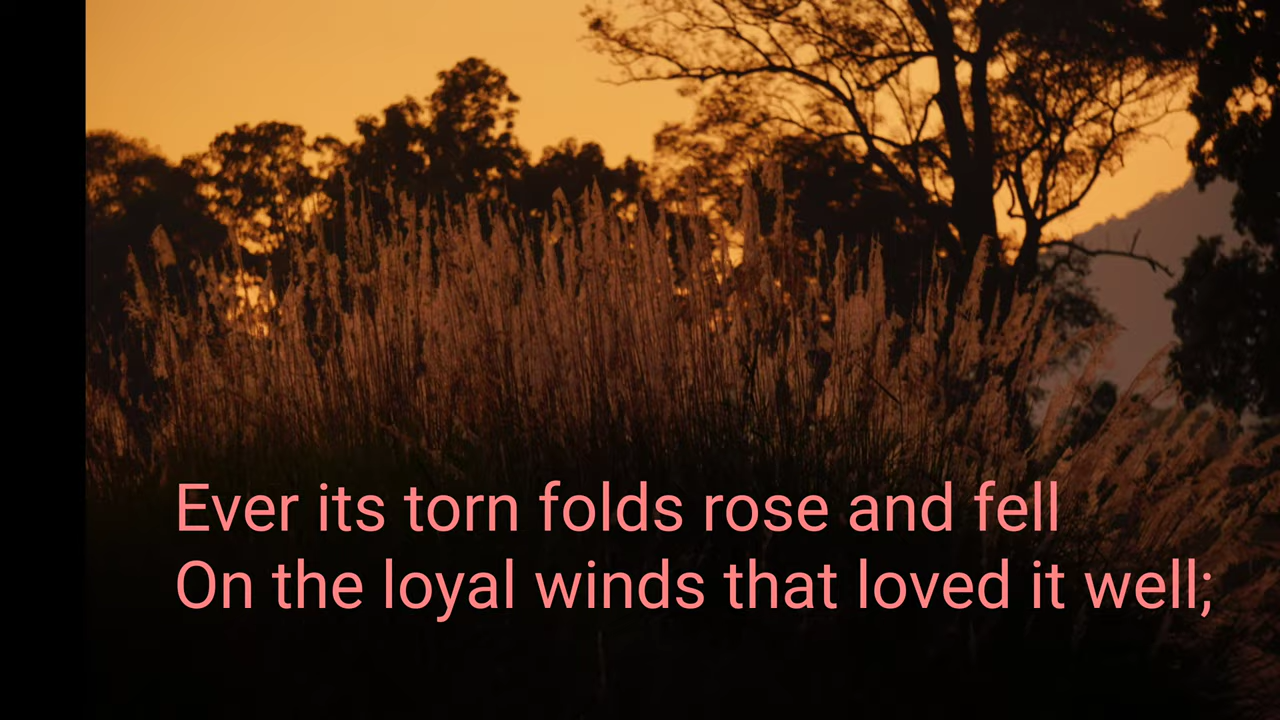 Ever its torn folds rose and fell
On the loyal winds that loved it well;